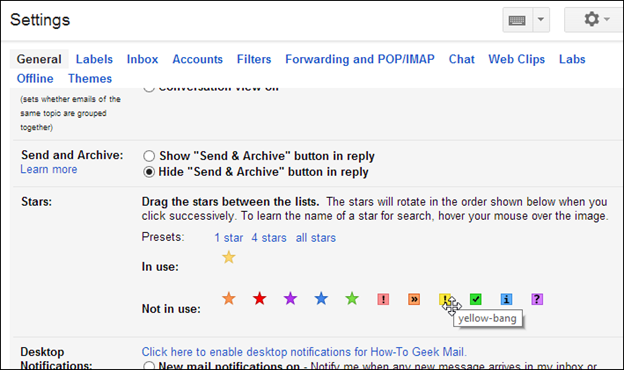 Settings
General Labels Inbox Accounts Filters Forwarding and POP/IMAP Chat Web Clips Labs
Offline Themes
Conversation view off
(sets whether emails of the
same topic are grouped
together)
Send and Archive:
Learn more
Show "Send & Archive" button in reply
Hide "Send & Archive" button in reply
Stars:
Drag the stars between the lists. The stars will rotate in the order shown below when you
click successively. To learn the name of a star for search, hover your mouse over the image.
Presets: 1 star 4 stars all stars
In use:
Not in use: ! » ! i ?
yellow-bang
Desktop
Notifications:
Click here to enable desktop notifications for How-To Geek Mail.
New mail notifications on - Notify me when any new message arrives in my inbox or